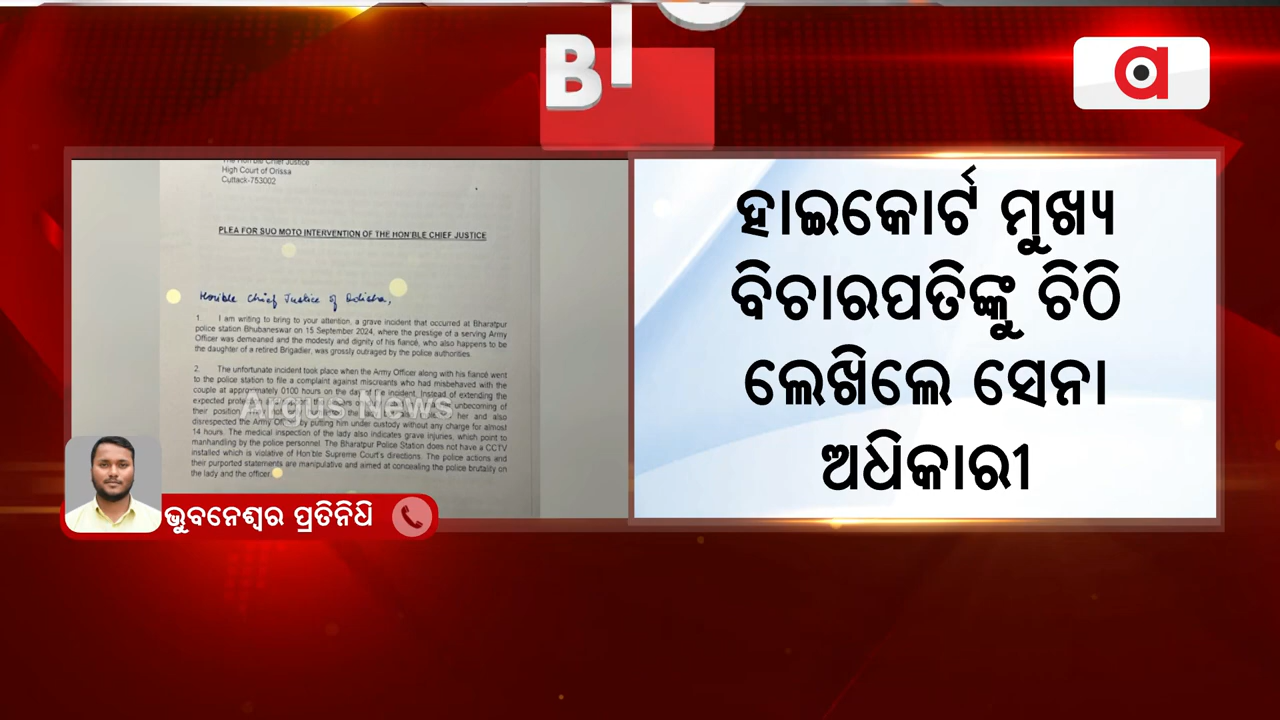 BIG
a
The Hon'ble Chief Justice
High Court of Orissa
Cuttack-753002
PLEA FOR SUO MOTO INTERVENTION OF THE HON'BLE CHIEF JUSTICE
Hon'ble Chief Justice of Odisha,
1. I am writing to bring to your attention, a grave incident that occurred at Bharatpur
police station Bhubaneswar on 15 September 2024, where the prestige of a serving Army
Officer was demeaned and the modesty and dignity of his fiancé, who also happens to be
the daughter of a retired Brigadier, was grossly outraged by the police authorities.
2. The unfortunate incident took place when the Army Officer along with his fiancé went
to the police station to file a complaint against miscreants who had misbehaved with the
couple at approximately 0100 hours on the day of incident. Instead of extending the
expected unbecoming of
their position her and also
disrespected the Army by putting him under custody without any charge for almost
14 hours. The medical inspection of the lady also indicates grave injuries, which point to
manhandling by the police personnel. The Bharatpur Police Station does not have a CCTV
installed which is violative of Hon'ble Supreme Court's directions. The police actions and
their purported statements are manipulative and aimed at concealing the police brutality on
the lady and the officer.
Argus News
ଭୁବନେଶ୍ୱର ପ୍ରତିନିଧି
ହାଇକୋର୍ଟ ମୁଖ୍ୟ
ବିଚାରପତିଙ୍କୁ ଚିଠି
ଲେଖିଲେ ସେନା
ଅଧିକାରୀ